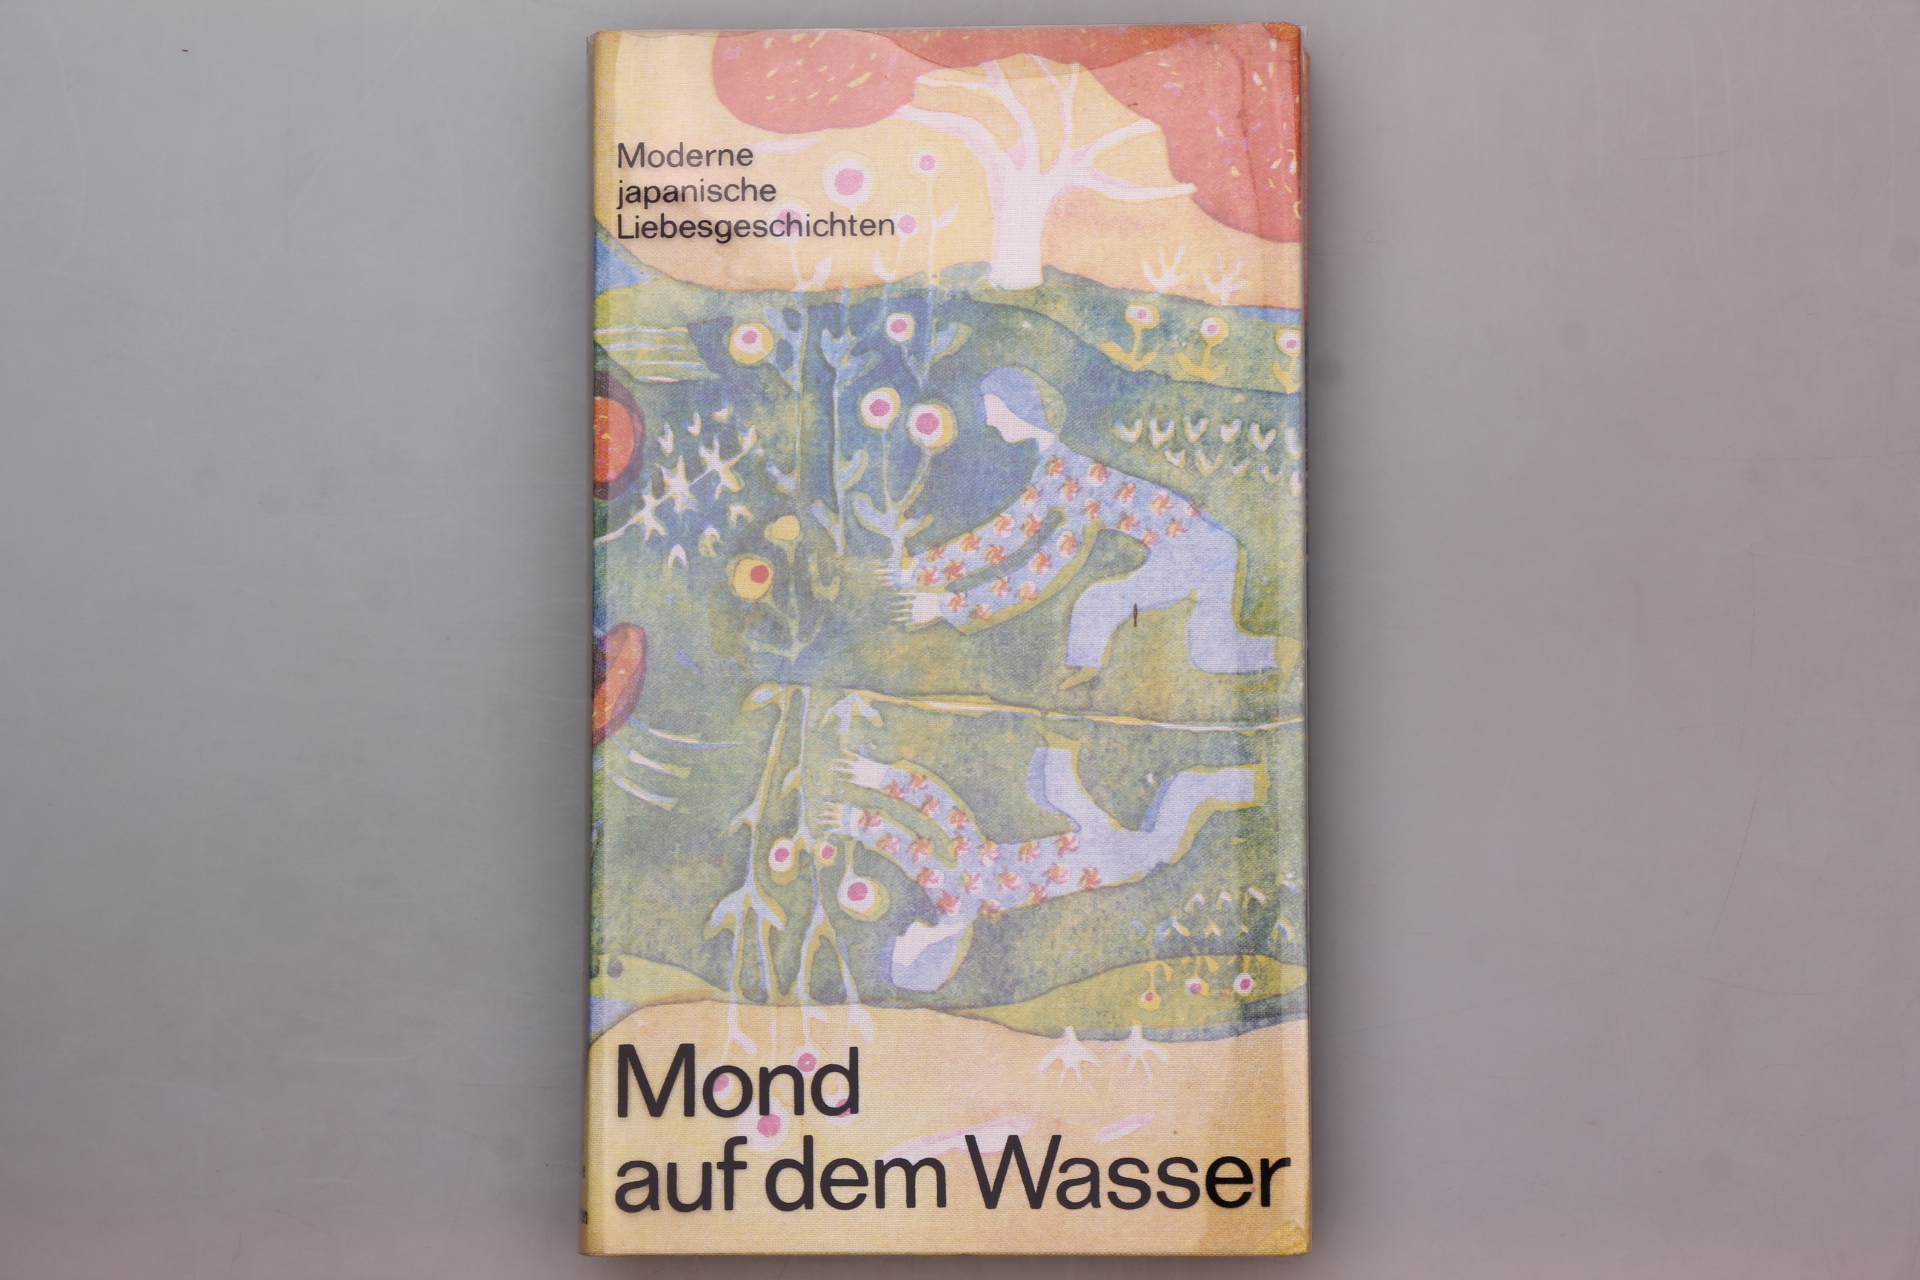 Moderne
japanische
Liebesgeschichten
Mond
auf dem Wasser